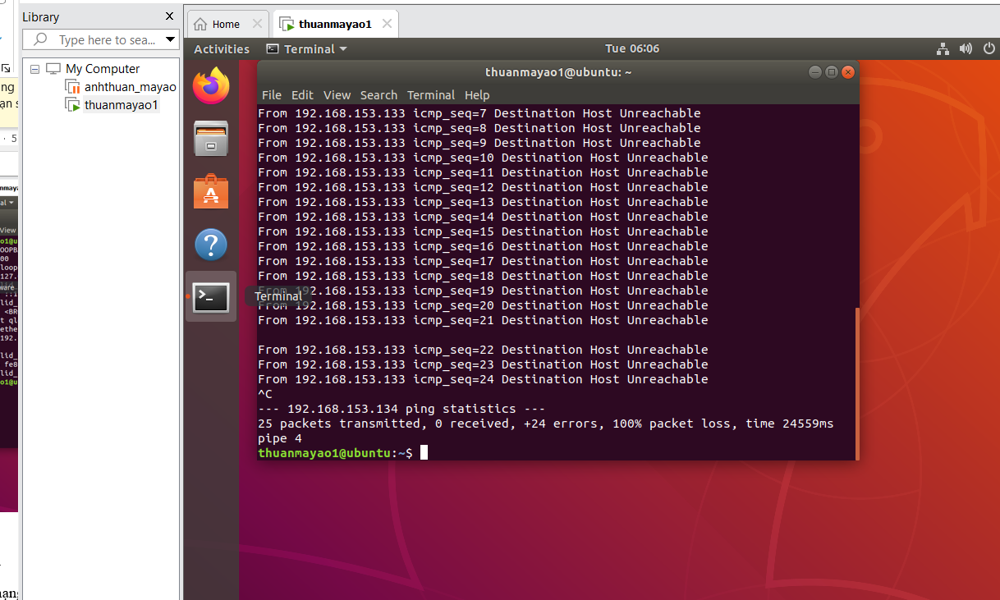 Library
Type here to sea...
My Computer
anhthuan_mayao
thuanmayao1
Home
thuanmayao1
Activities
Terminal
Tue 06:06
thuanmayao1@ubuntu: ~
File Edit View Search Terminal Help
From 192.168.153.133 icmp_seq=7 Destination Host Unreachable
From 192.168.153.133 icmp_seq=8 Destination Host Unreachable
From 192.168.153.133 icmp_seq=9 Destination Host Unreachable
From 192.168.153.133 icmp_seq=10 Destination Host Unreachable
From 192.168.153.133 icmp_seq=11 Destination Host Unreachable
From 192.168.153.133 icmp_seq=12 Destination Host Unreachable
From 192.168.153.133 icmp_seq=13 Destination Host Unreachable
From 192.168.153.133 icmp_seq=14 Destination Host Unreachable
From 192.168.153.133 icmp_seq=15 Destination Host Unreachable
From 192.168.153.133 icmp_seq=16 Destination Host Unreachable
From 192.168.153.133 icmp_seq=17 Destination Host Unreachable
From 192.168.153.133 icmp_seq=18 Destination Host Unreachable
From 192.168.153.133 icmp_seq=19 Destination Host Unreachable
Terminal
From 192.168.153.133 icmp_seq=20 Destination Host Unreachable
From 192.168.153.133 icmp_seq=21 Destination Host Unreachable
From 192.168.153.133 icmp_seq=22 Destination Host Unreachable
From 192.168.153.133 icmp_seq=23 Destination Host Unreachable
From 192.168.153.133 icmp_seq=24 Destination Host Unreachable
^C
--- 192.168.153.134 ping statistics ---
25 packets transmitted, 0 received, +24 errors, 100% packet loss, time 24559ms
pipe 4
thuanmayao1@ubuntu:~$